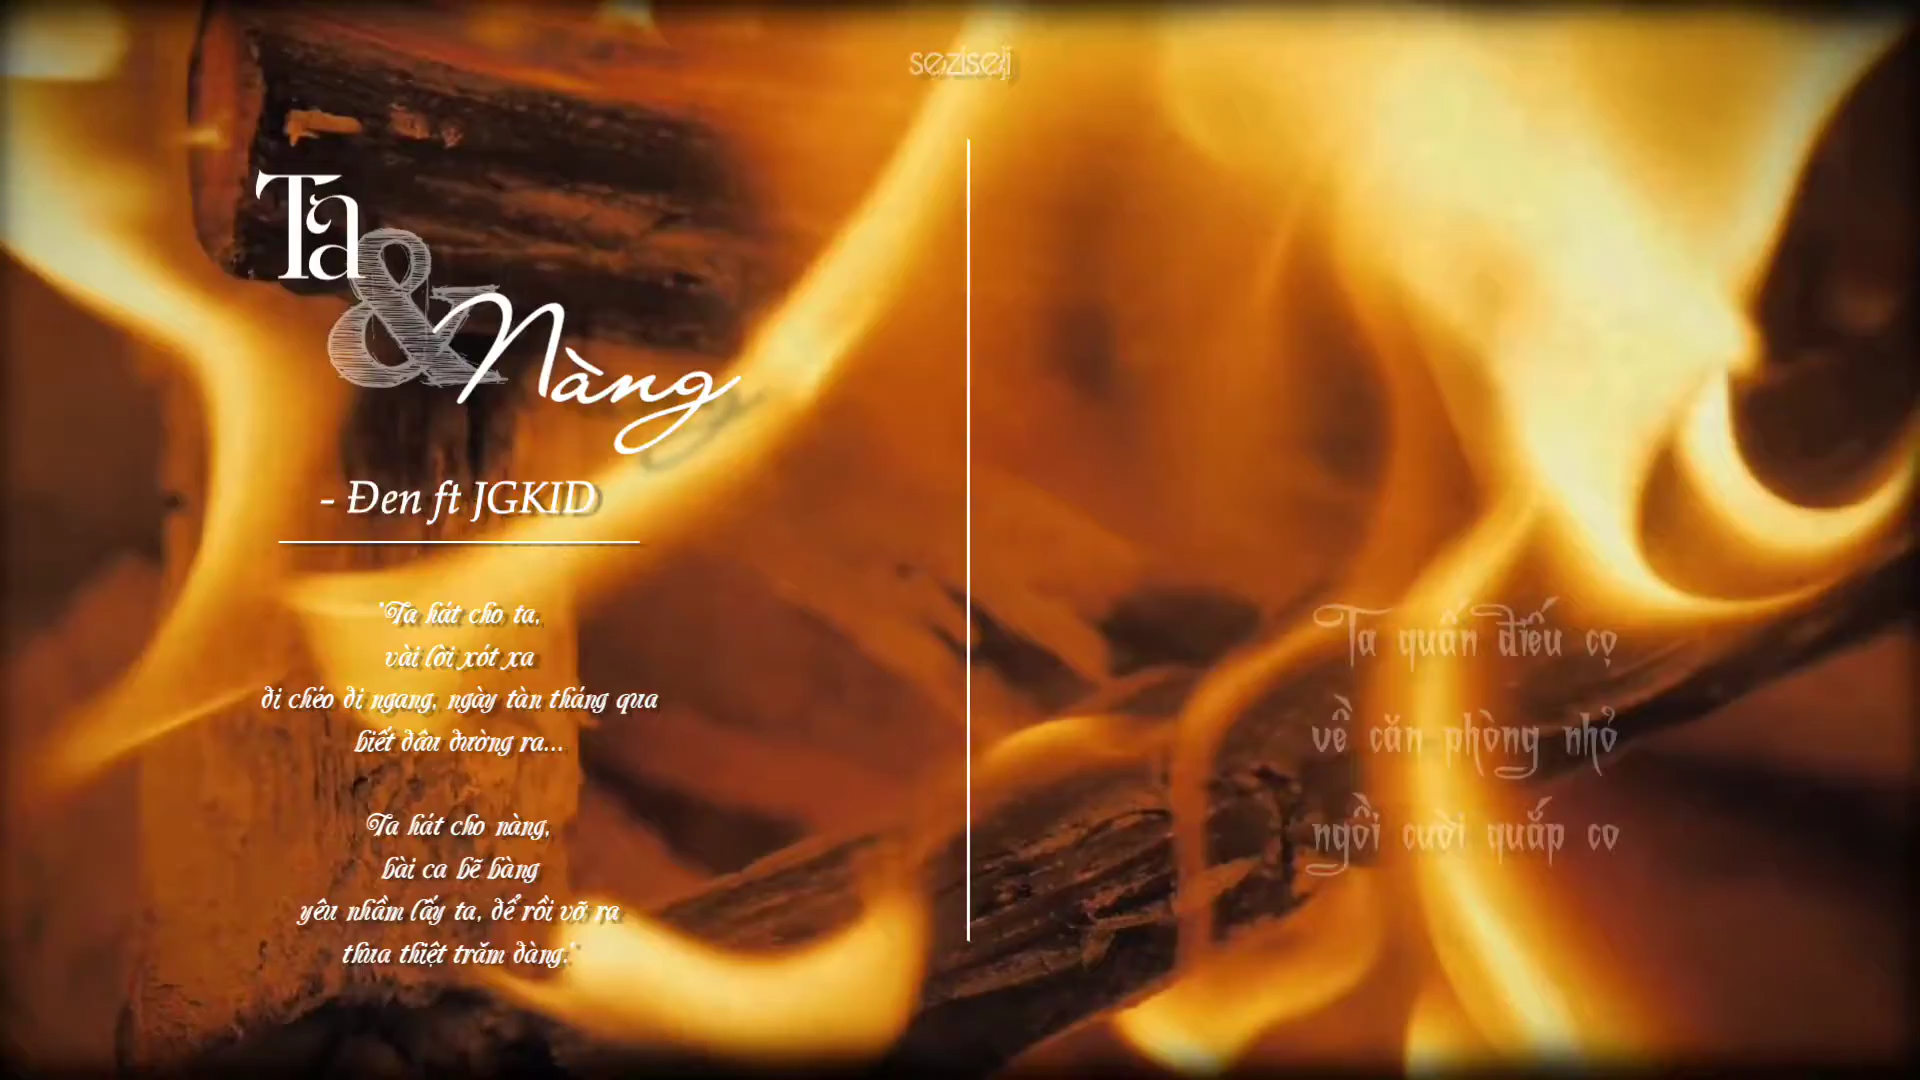 sezlselj
Ta
&
Nàng
- Đen ft JGKID
"Ta hát cho ta,
vài lời xót xa
đi chéo đi ngang, ngày tàn tháng qua
biết đâu đường ra...
Ta hát cho nàng,
bài ca bẽ bàng
yêu nhầm lấy ta, để rồi vỡ ra
thua thiệt trăm đàng."
Ta quấn điếu cọ
về căn phòng nhỏ
ngồi cười quắp co